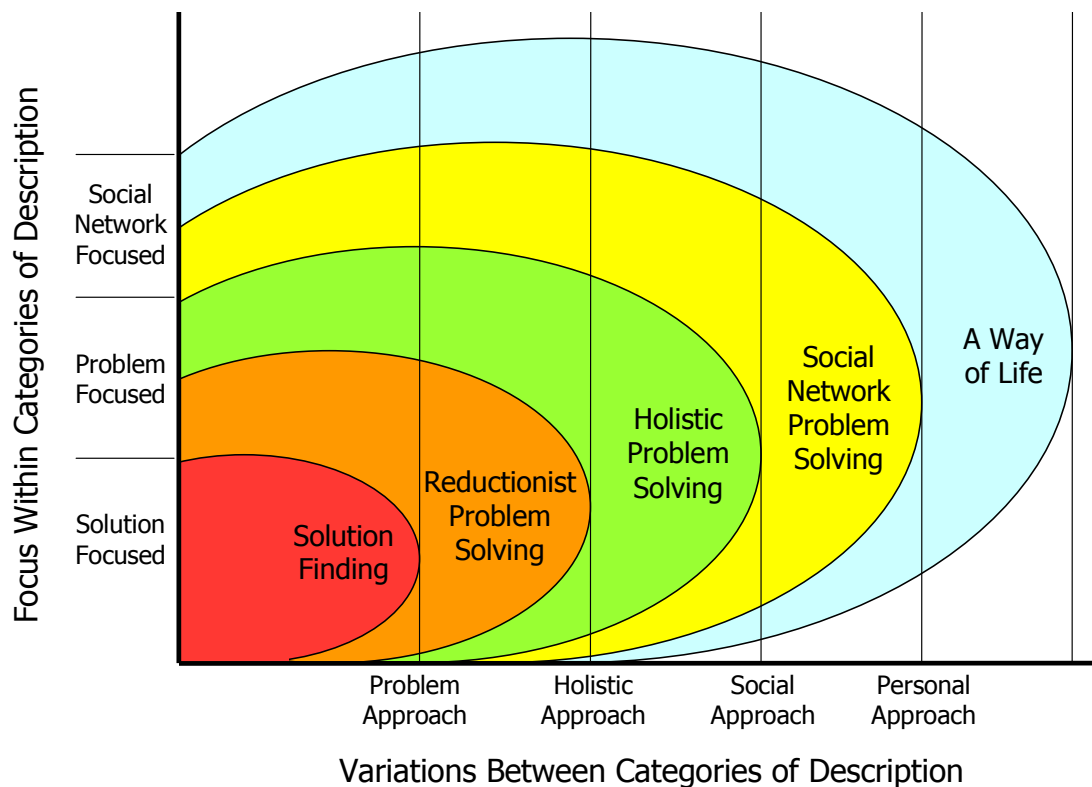 Focus Within Categories of Description
Social
Network
Focused
Problem
Focused
Solution
Focused
Solution
Finding
Reductionist
Problem
Solving
Holistic
Problem
Solving
Social
Network
Problem
Solving
A Way
of Life
Problem
Approach
Holistic
Approach
Social
Approach
Personal
Approach
Variations Between Categories of Description